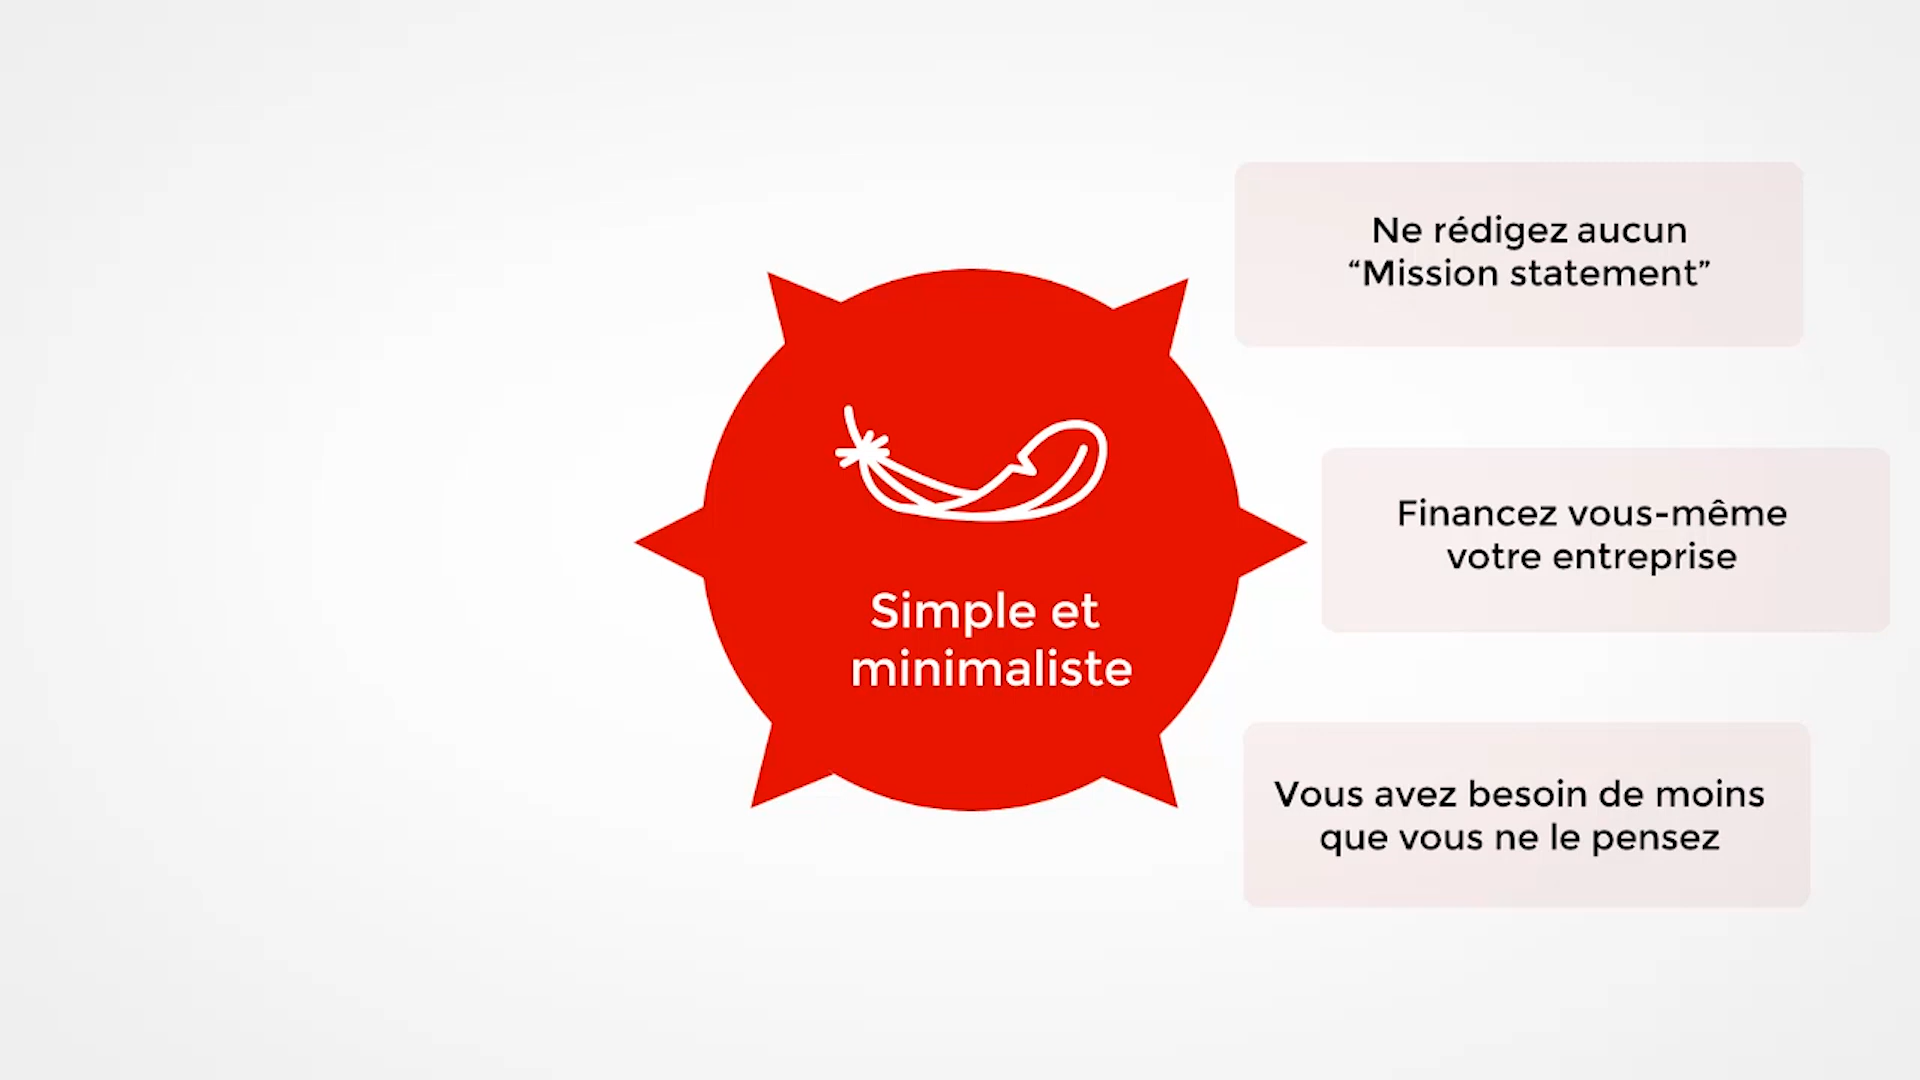 Simple et
minimaliste
Ne rédigez aucun
“Mission statement”
Financez vous-même
votre entreprise
Vous avez besoin de moins
que vous ne le pensez